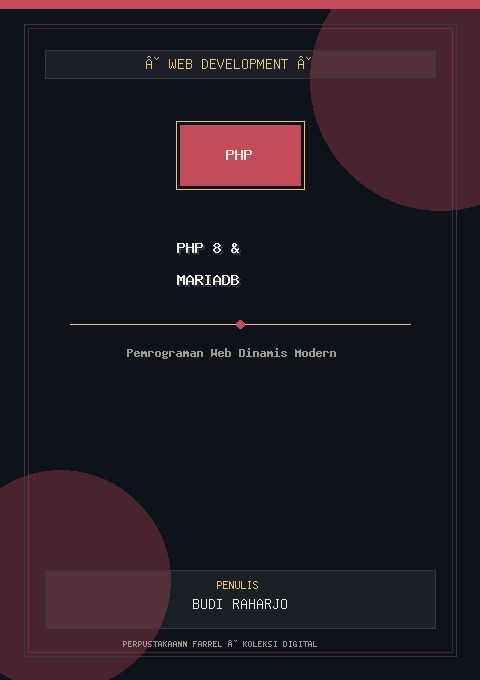 Âˇ WEB DEVELOPMENT Âˇ
PHP
PHP 8 &
MARIADB
Pemrograman Web Dinamis Modern
PENULIS
BUDI RAHARJO
PERPUSTAKAANN FARREL Âˇ KOLEKSI DIGITAL